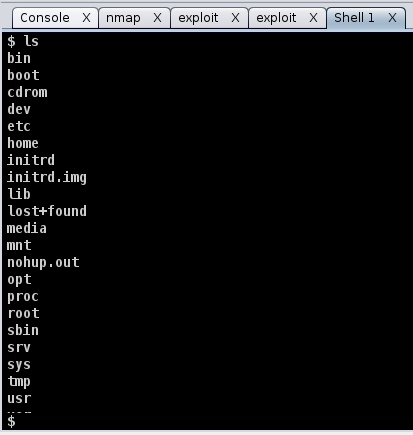 Console X nmap X exploit X exploit X Shell 1 X
$ ls
bin
boot
cdrom
dev
etc
home
initrd
initrd.img
lib
lost+found
media
mnt
nohup.out
opt
proc
root
sbin
srv
sys
tmp
usr
$